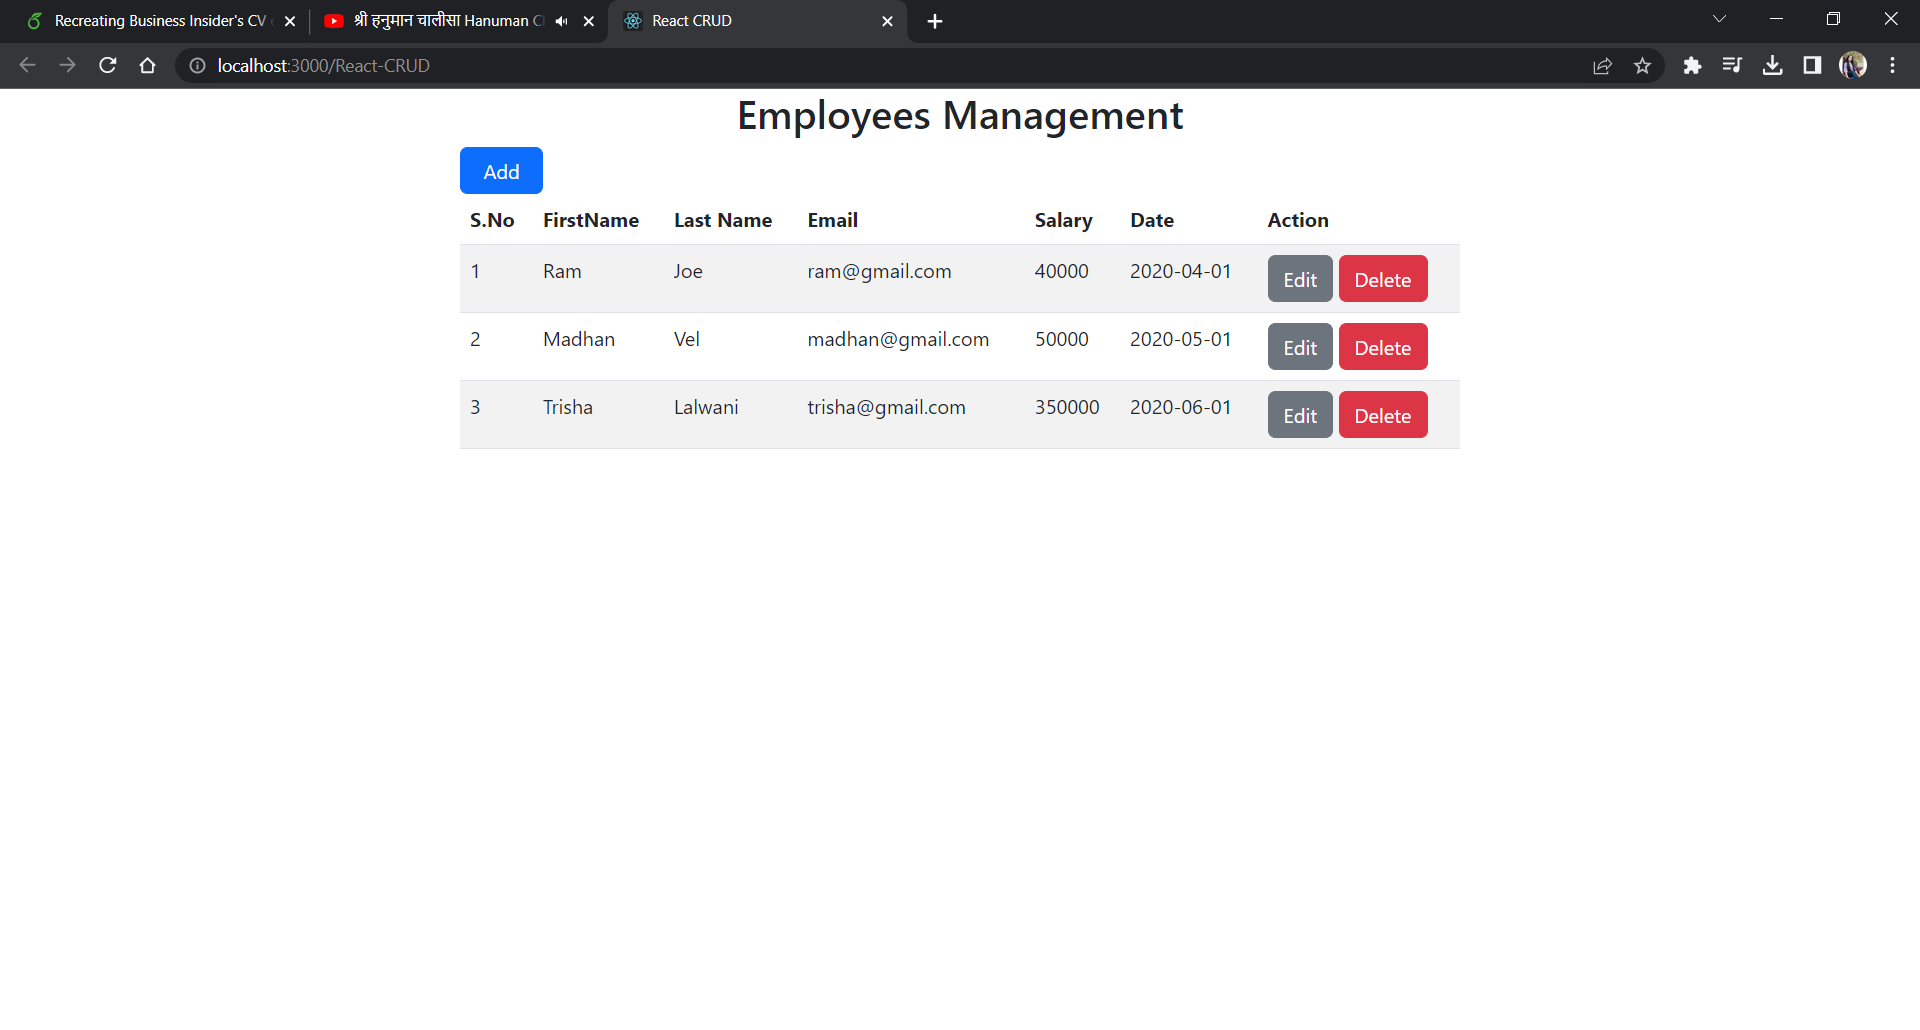 Recreating Business Insider's CV
श्री हनुमान चालीसा Hanuman
React CRUD
localhost:3000/React-CRUD
Employees Management
Add
S.No FirstName Last Name Email Salary Date Action
1 Ram Joe ram@gmail.com 40000 2020-04-01 Edit Delete
2 Madhan Vel madhan@gmail.com 50000 2020-05-01 Edit Delete
3 Trisha Lalwani trisha@gmail.com 350000 2020-06-01 Edit Delete